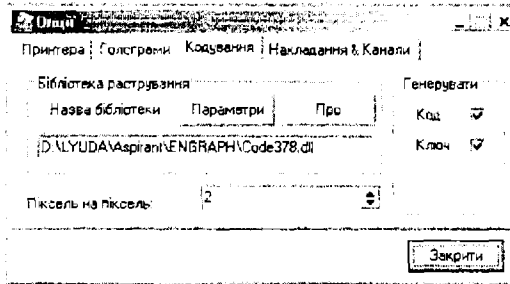 Опції
Принтера Голограми Кодування Накладання & Канали
Бібліотека растрування Генерувати
Назва бібліотеки Параметри Про Код
D:\LYUDA\Aspirant\ENGRAPH\Code378.dll Ключ
Піксель на піксель: 2
Закрити